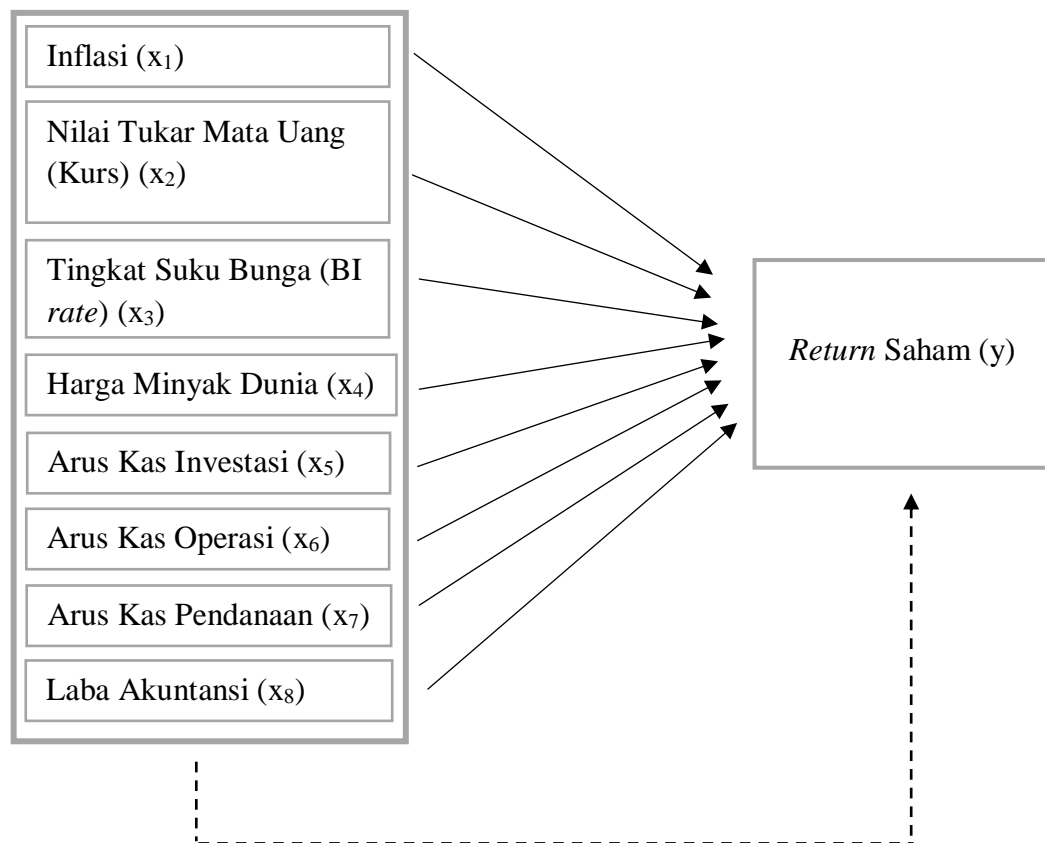 Inflasi (x₁)
Nilai Tukar Mata Uang
(Kurs) (x₂)
Tingkat Suku Bunga (BI
rate) (x₃)
Harga Minyak Dunia (x₄)
Arus Kas Investasi (x₅)
Arus Kas Operasi (x₆)
Arus Kas Pendanaan (x₇)
Laba Akuntansi (x₈)
Return Saham (y)